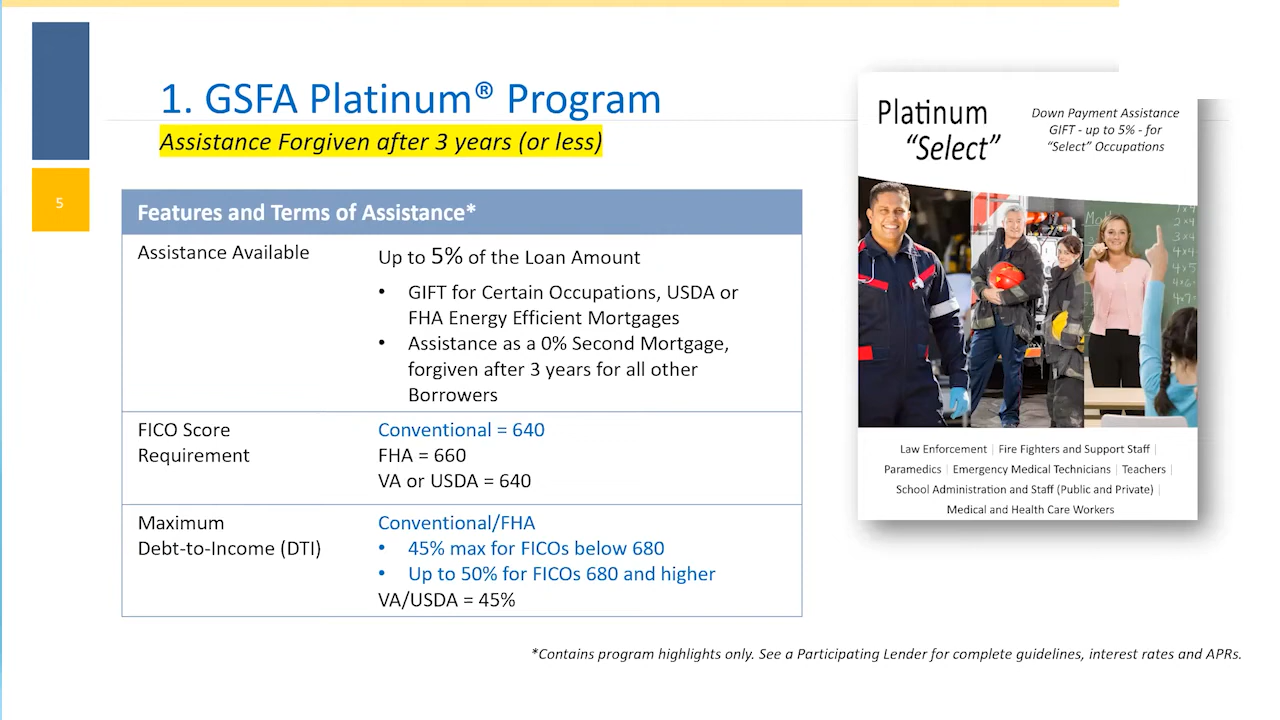 1. GSFA Platinum® Program
Assistance Forgiven after 3 years (or less)
5
Features and Terms of Assistance*
Assistance Available
Up to 5% of the Loan Amount
• GIFT for Certain Occupations, USDA or
FHA Energy Efficient Mortgages
• Assistance as a 0% Second Mortgage,
forgiven after 3 years for all other
Borrowers
FICO Score
Requirement
Conventional = 640
FHA = 660
VA or USDA = 640
Maximum
Debt-to-Income (DTI)
Conventional/FHA
• 45% max for FICOs below 680
• Up to 50% for FICOs 680 and higher
VA/USDA = 45%
Platinum
“Select”
Down Payment Assistance
GIFT - up to 5% - for
“Select” Occupations
Law Enforcement | Fire Fighters and Support Staff |
Paramedics | Emergency Medical Technicians | Teachers |
School Administration and Staff (Public and Private) |
Medical and Health Care Workers
*Contains program highlights only. See a Participating Lender for complete guidelines, interest rates and APRs.